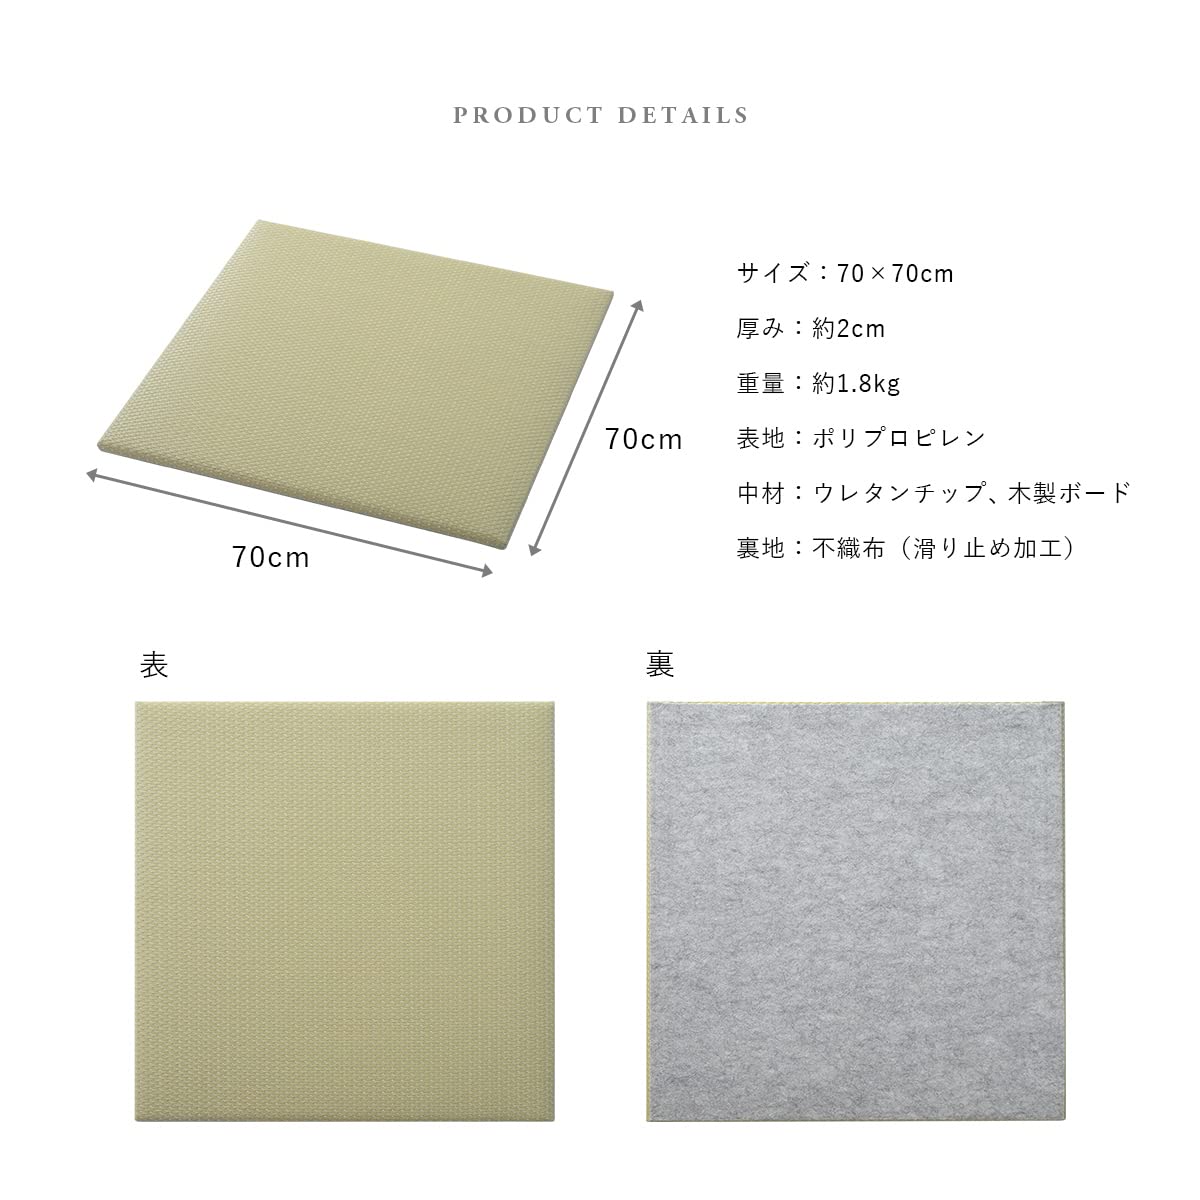 PRODUCT DETAILS
サイズ：70×70cm
厚み：約2cm
重量：約1.8kg
表地：ポリプロピレン
中材：ウレタンチップ、木製ボード
裏地：不織布（滑り止め加工）
70cm
70cm
表
裏